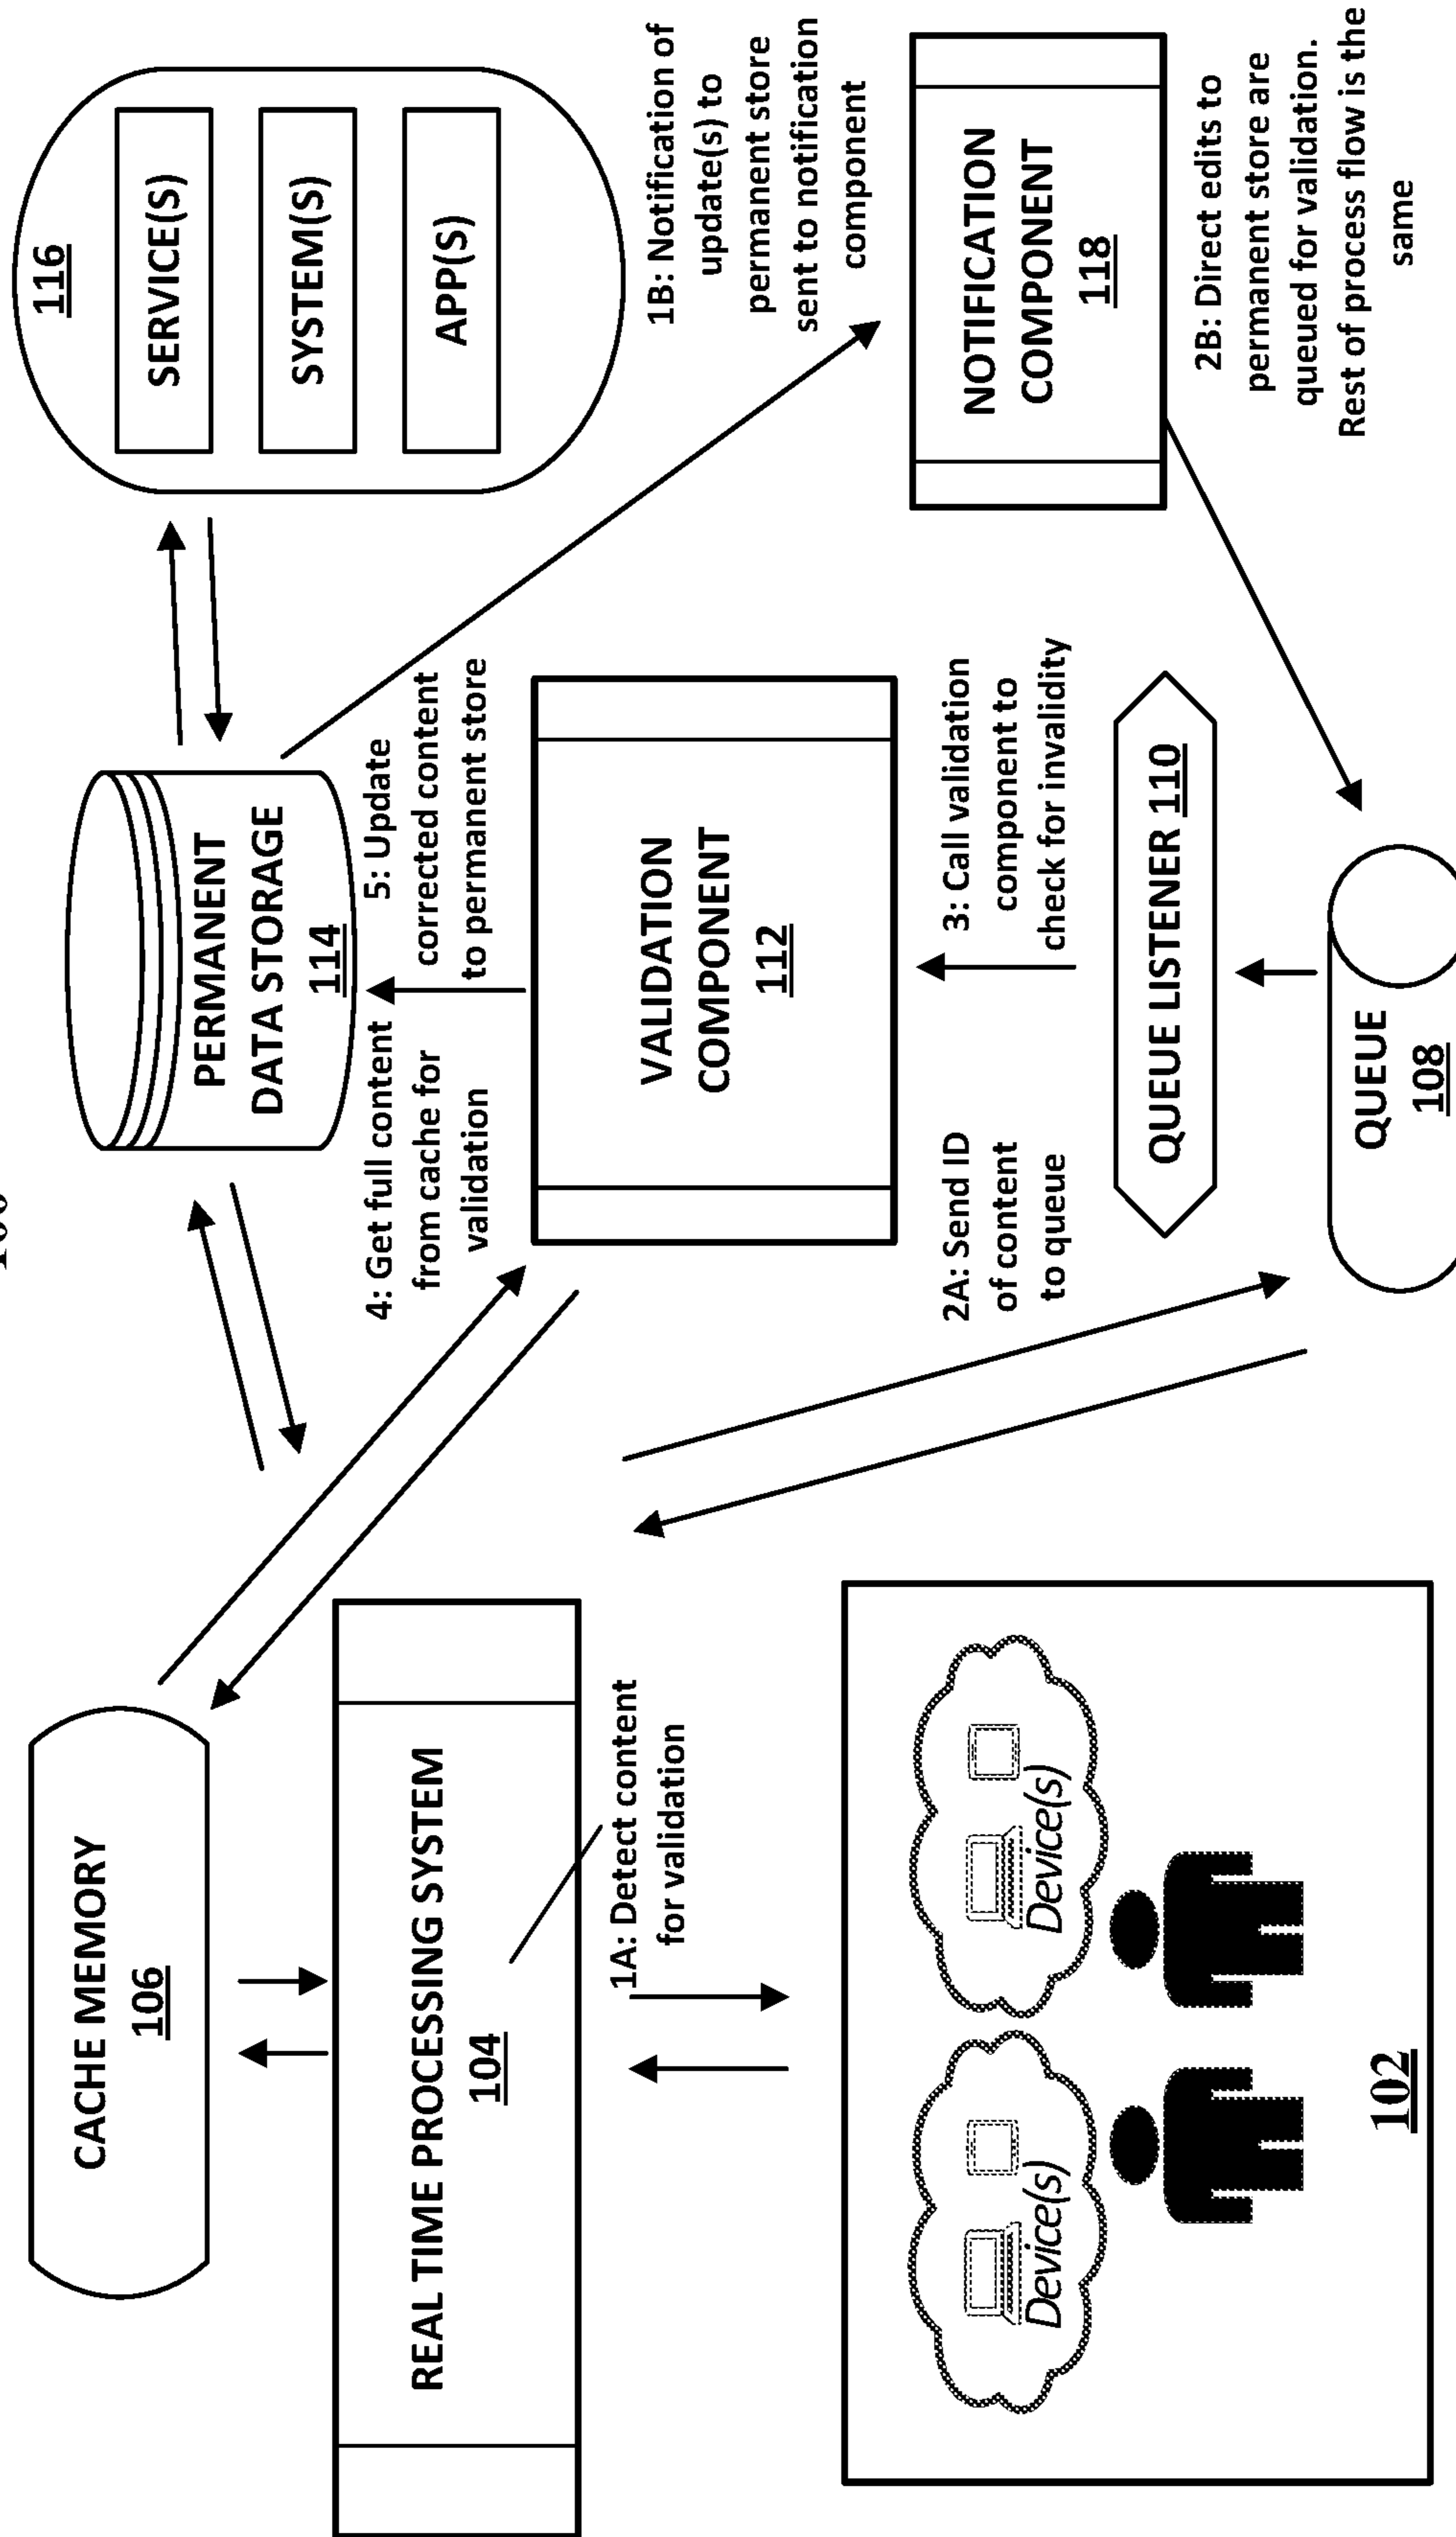 100
CACHE MEMORY
106
REAL TIME PROCESSING SYSTEM
104
1A: Detect content
for validation
Device(s)
Device(s)
102
PERMANENT
DATA STORAGE
114
4: Get full content
from cache for
validation
5: Update
corrected content
to permanent store
VALIDATION
COMPONENT
112
2A: Send ID
of content
to queue
3: Call validation
component to
check for invalidity
QUEUE LISTENER 110
QUEUE
108
116
SERVICE(S)
SYSTEM(S)
APP(S)
1B: Notification of
update(s) to
permanent store
sent to notification
component
NOTIFICATION
COMPONENT
118
2B: Direct edits to
permanent store are
queued for validation.
Rest of process flow is the
same